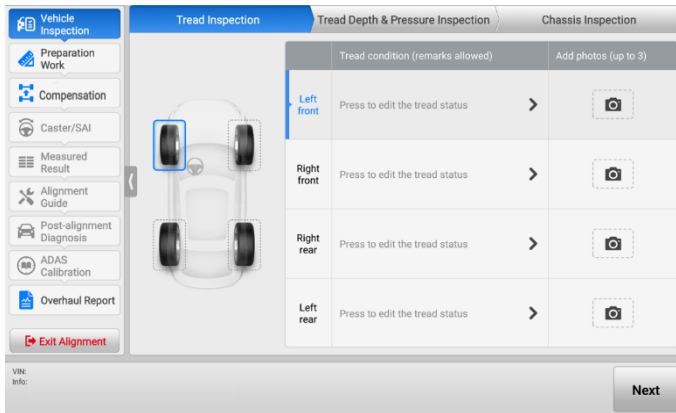 Vehicle
Inspection
Preparation
Work
Compensation
Caster/SAI
Measured
Result
Alignment
Guide
Post-alignment
Diagnosis
ADAS
Calibration
Overhaul Report
Exit Alignment
Tread Inspection
Tread Depth & Pressure Inspection
Chassis Inspection
Tread condition (remarks allowed)
Add photos (up to 3)
Left
front
Press to edit the tread status
Right
front
Press to edit the tread status
Right
rear
Press to edit the tread status
Left
rear
Press to edit the tread status
VIN:
Info:
Next